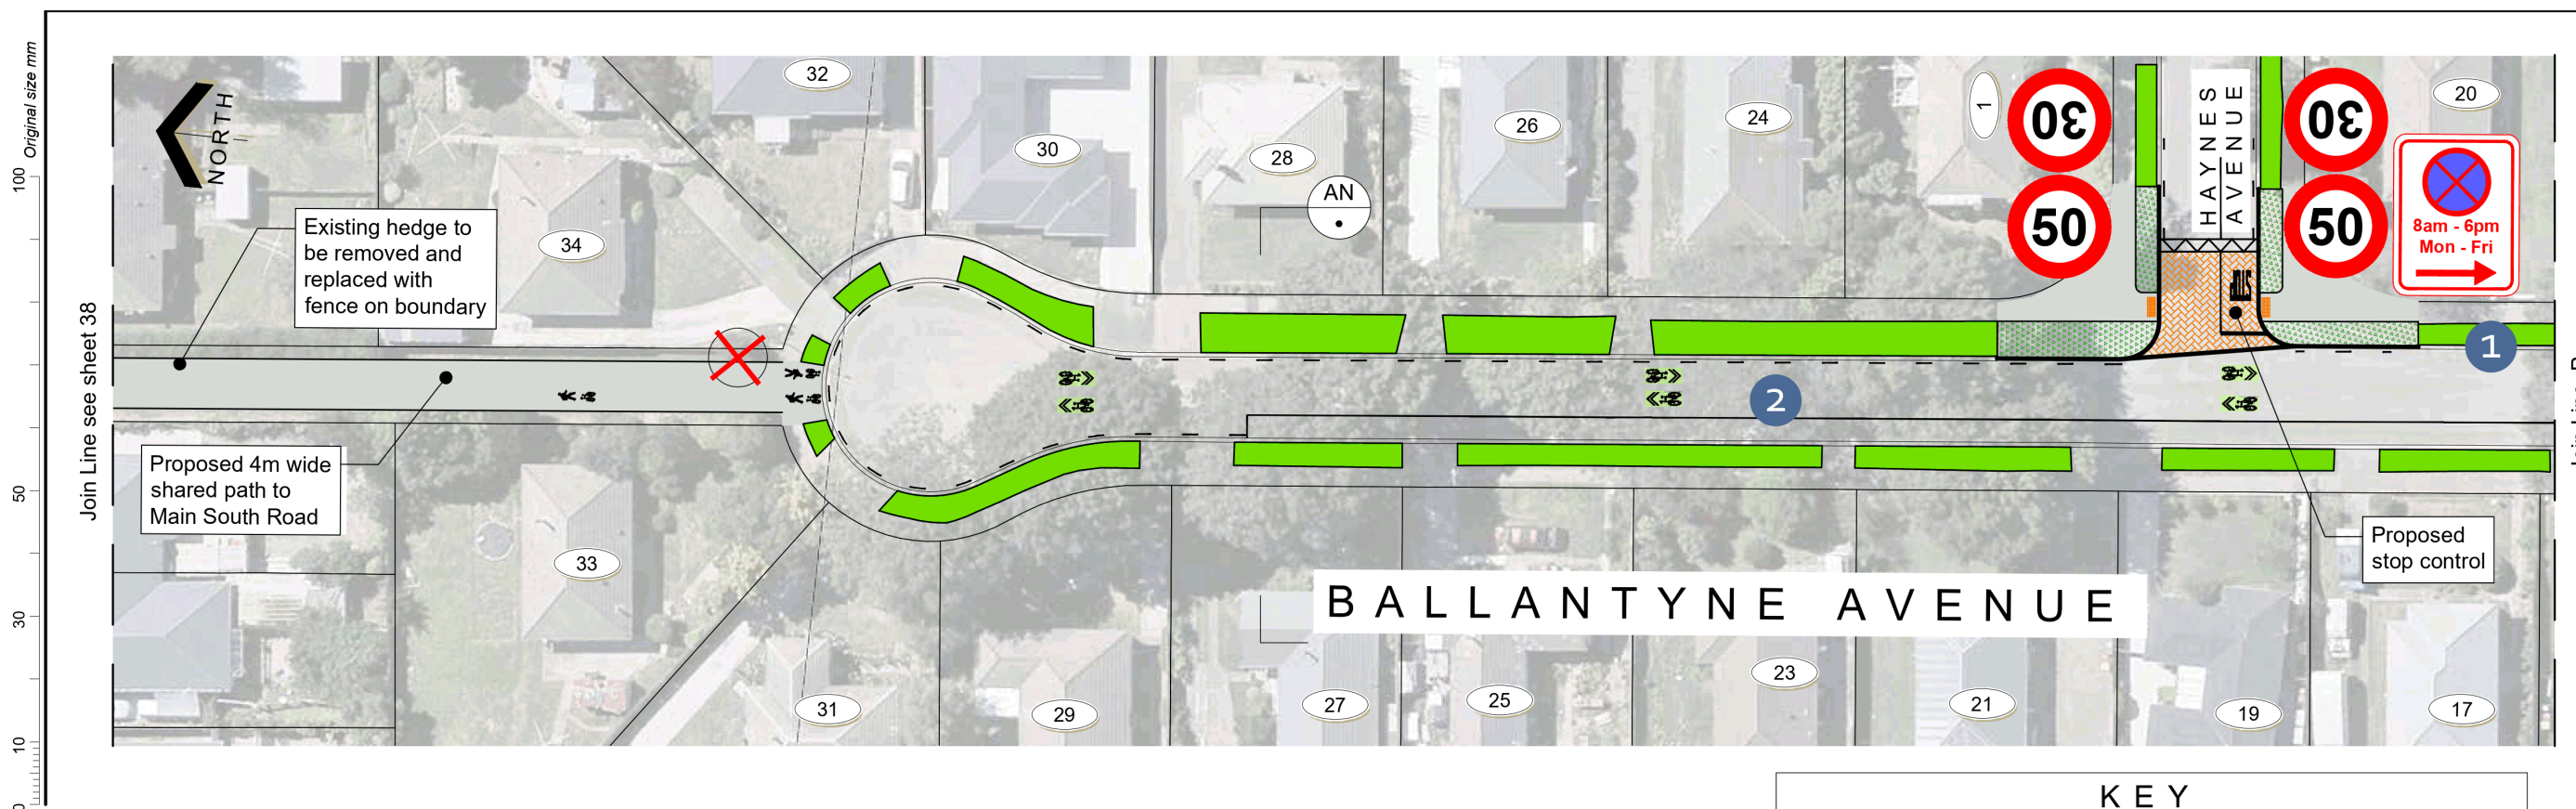 Original size mm
100
50
30
10
0
NORTH
Join Line see sheet 38
Existing hedge to
be removed and
replaced with
fence on boundary
Proposed 4m wide
shared path to
Main South Road
32
34
30
28
AN
26
24
1
20
30
50
HAYNES
AVENUE
30
50
8am - 6pm
Mon - Fri
1
2
Proposed
stop control
BALLANTYNE AVENUE
33
31
29
27
25
23
21
19
17
KEY